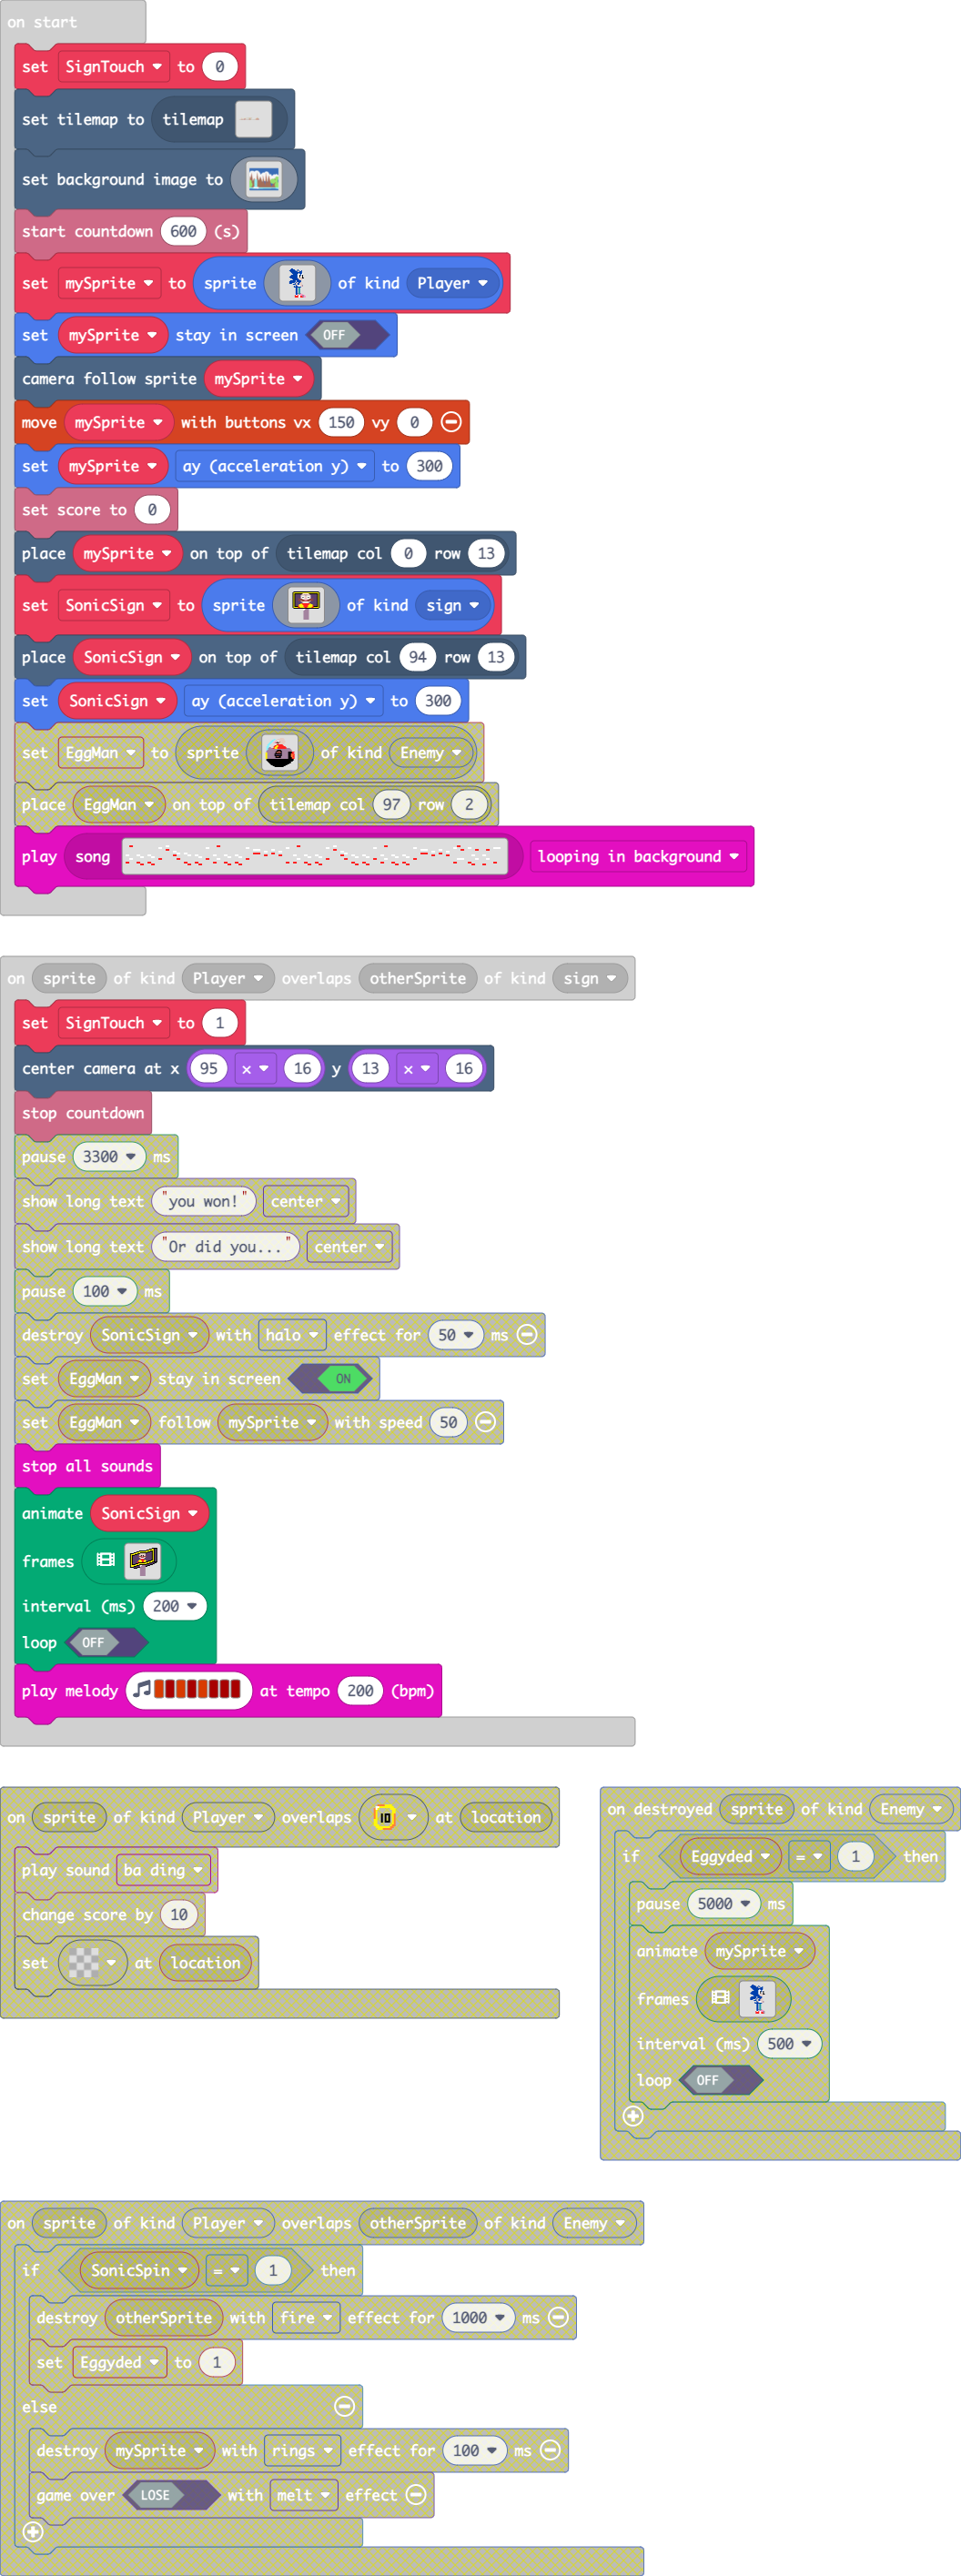 on start
set SignTouch to 0
set tilemap to tilemap
set background image to
start countdown 600 (s)
set mySprite to sprite of kind Player
set mySprite stay in screen OFF
camera follow sprite mySprite
move mySprite with buttons vx 150 vy 0
set mySprite ay (acceleration y) to 300
set score to 0
place mySprite on top of tilemap col 0 row 13
set SonicSign to sprite of kind sign
place SonicSign on top of tilemap col 94 row 13
set SonicSign ay (acceleration y) to 300
set EggMan to sprite of kind Enemy
place EggMan on top of tilemap col 97 row 2
play song looping in background
on sprite of kind Player overlaps otherSprite of kind sign
set SignTouch to 1
center camera at x 95 × 16 y 13 × 16
stop countdown
pause 3300 ms
show long text "you won!" center
show long text "Or did you..." center
pause 100 ms
destroy SonicSign with halo effect for 50 ms
set EggMan stay in screen ON
set EggMan follow mySprite with speed 50
stop all sounds
animate SonicSign
frames
interval (ms) 200
loop OFF
play melody at tempo 200 (bpm)
on sprite of kind Player overlaps 10 at location
play sound ba ding
change score by 10
set at location
on destroyed sprite of kind Enemy
if Eggyded = 1 then
pause 5000 ms
animate mySprite
frames
interval (ms) 500
loop OFF
on sprite of kind Player overlaps otherSprite of kind Enemy
if SonicSpin = 1 then
destroy otherSprite with fire effect for 1000 ms
set Eggyded to 1
else
destroy mySprite with rings effect for 100 ms
game over LOSE with melt effect